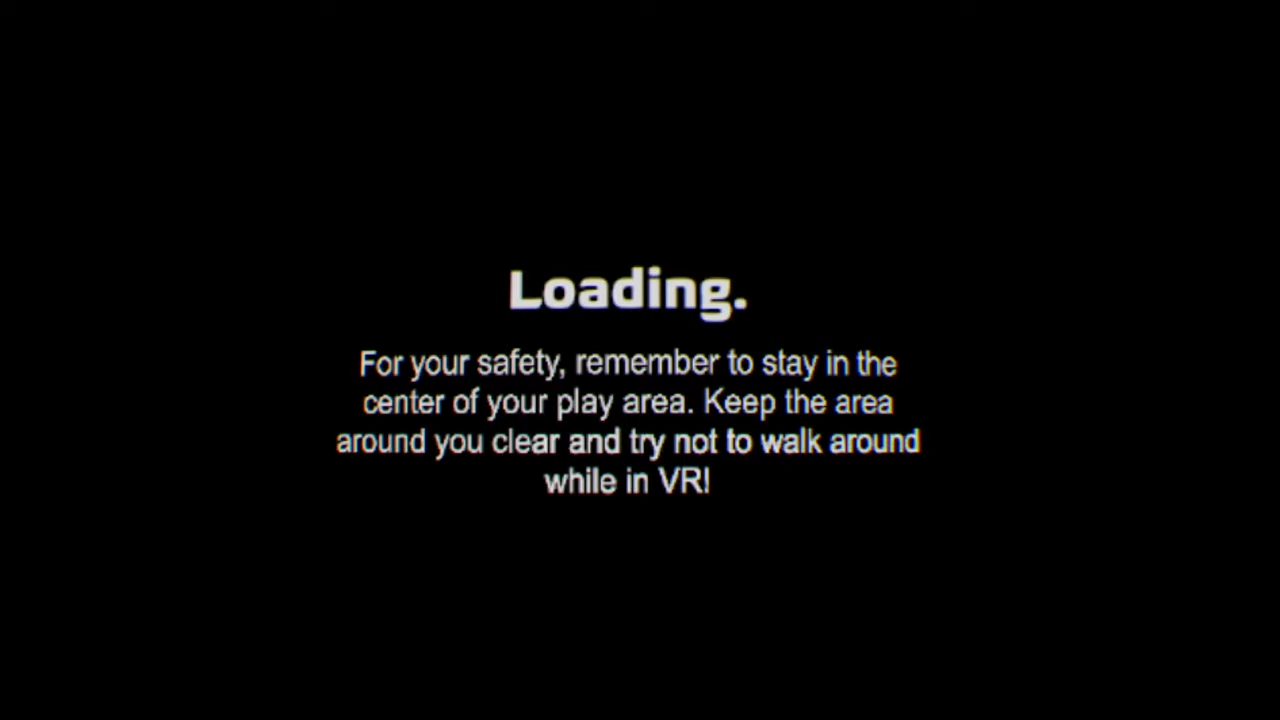 Loading.
For your safety, remember to stay in the
center of your play area. Keep the area
around you clear and try not to walk around
while in VR!